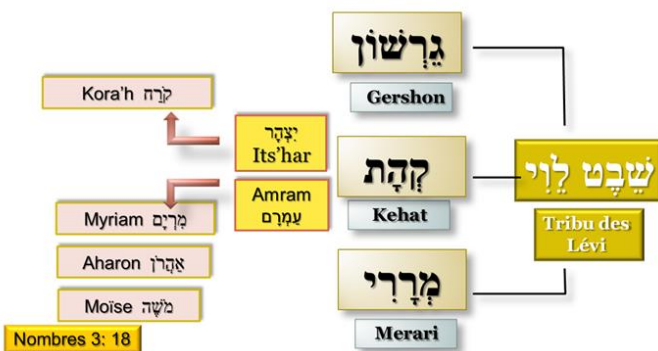 שֵׁבֶט לֵוִי
Tribu des
Lévi
גֵּרְשׁוֹן
Gershon
קְהָת
Kehat
מְרָרִי
Merari
יִצְהָר
Its'har
Amram
עַמְרָם
Kora'h קֹרַח
Myriam מִרְיָם
Aharon אַהֲרֹן
Moïse מֹשֶׁה
Nombres 3: 18